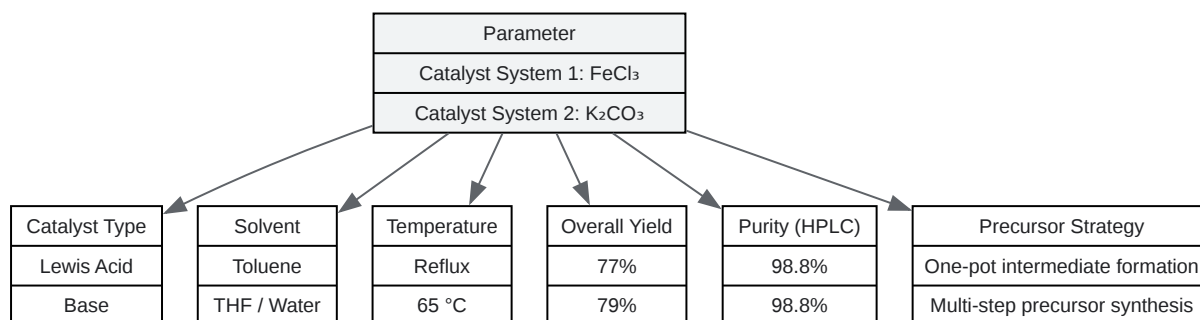 Parameter
Catalyst System 1: FeCl₃
Catalyst System 2: K₂CO₃
Catalyst Type
Lewis Acid
Base
Solvent
Toluene
THF / Water
Temperature
Reflux
65 °C
Overall Yield
77%
79%
Purity (HPLC)
98.8%
98.8%
Precursor Strategy
One-pot intermediate formation
Multi-step precursor synthesis